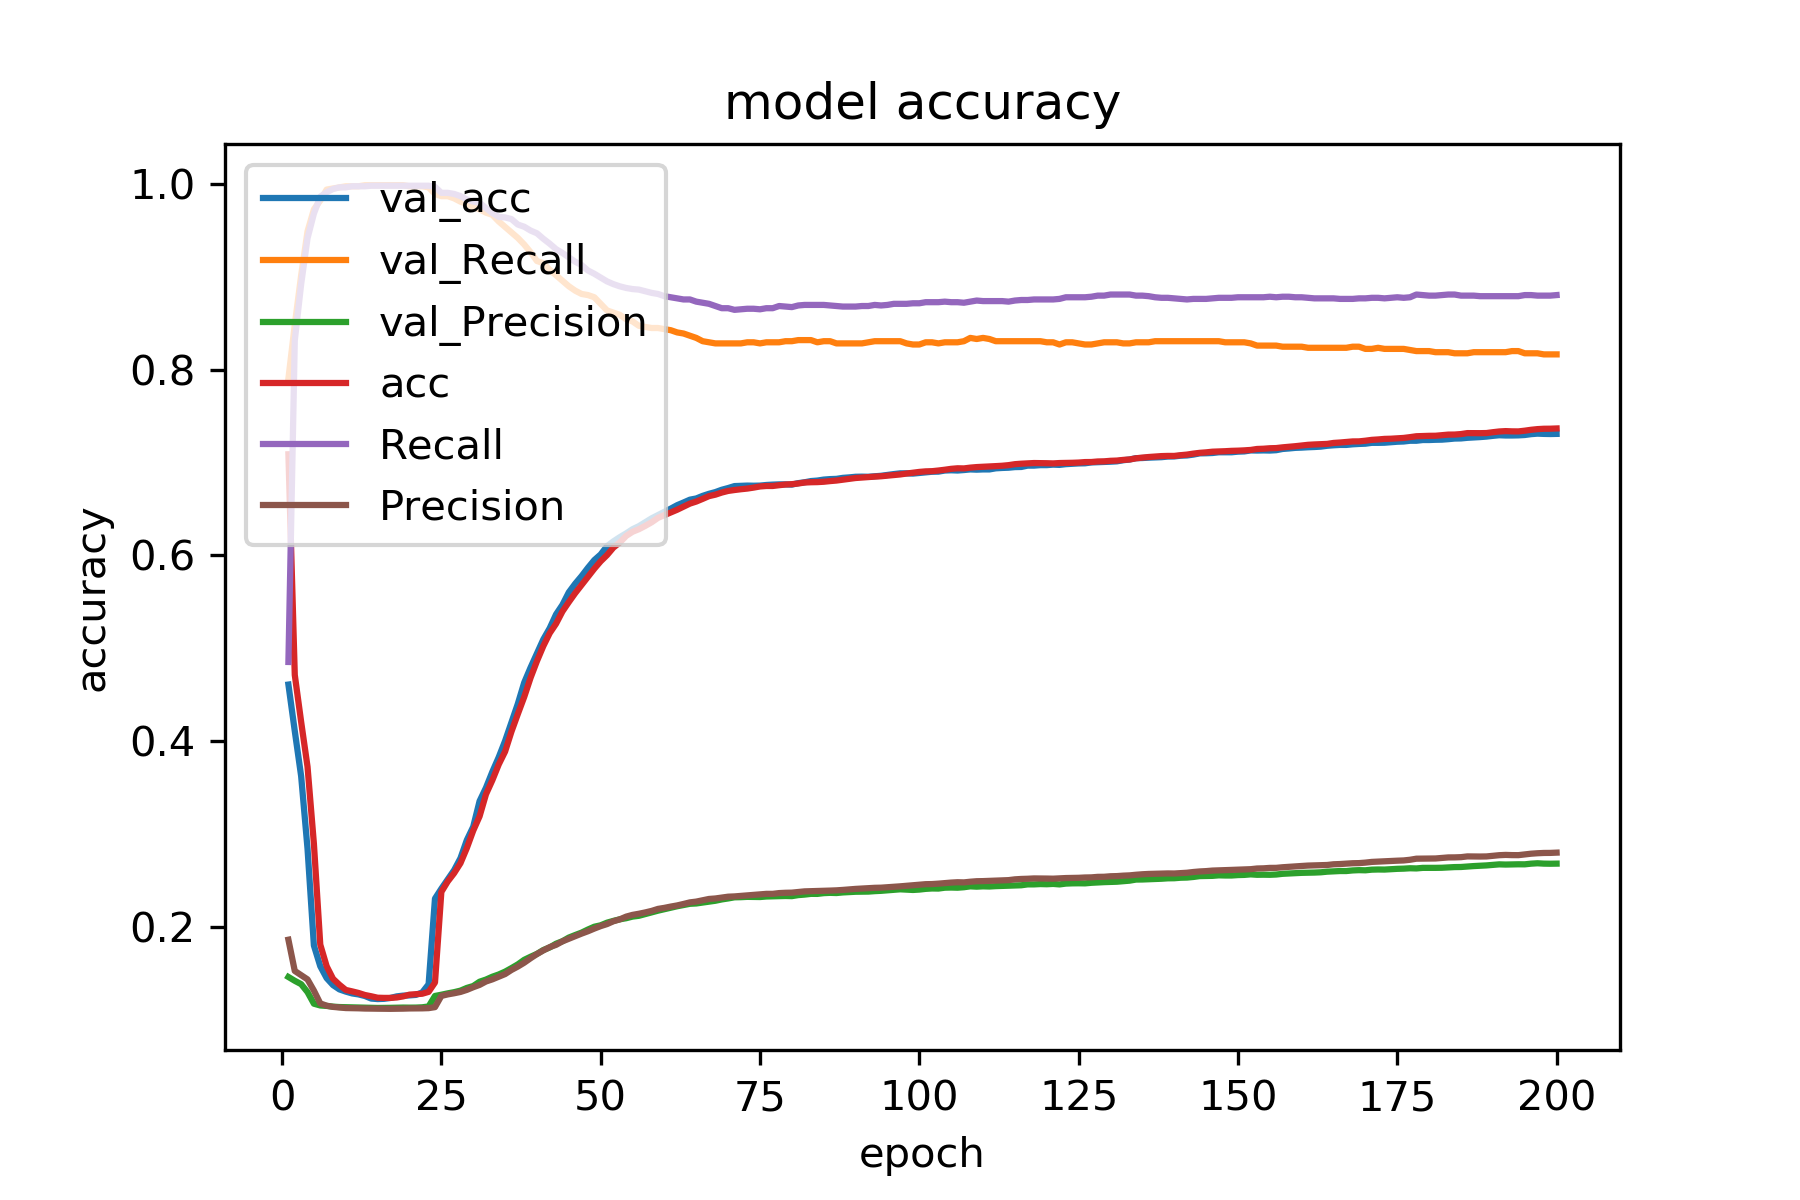 model accuracy
accuracy
1.0
0.8
0.6
0.4
0.2
val_acc
val_Recall
val_Precision
acc
Recall
Precision
0 25 50 75 100 125 150 175 200
epoch